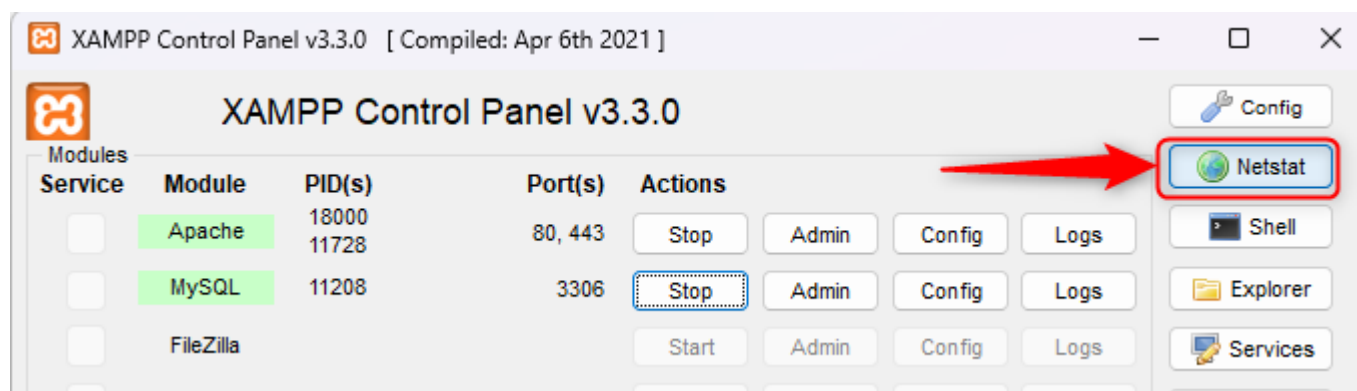 XAMPP Control Panel v3.3.0 [ Compiled: Apr 6th 2021 ]
XAMPP Control Panel v3.3.0
Config
Modules
Netstat
Service Module PID(s) Port(s) Actions
Apache 18000 11728 80, 443 Stop Admin Config Logs
Shell
MySQL 11208 3306 Stop Admin Config Logs
Explorer
FileZilla Start Admin Config Logs
Services